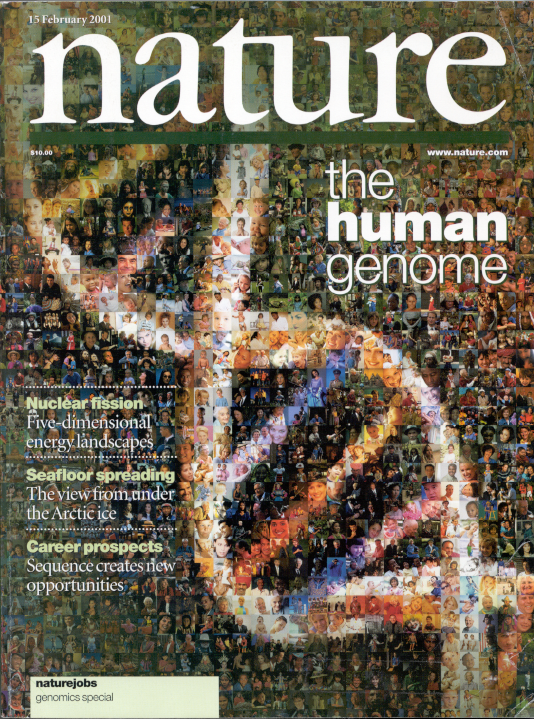 15 February 2001
nature
$10.00
www.nature.com
the
human
genome
Nuclear fission
Five-dimensional
energy landscapes
Seafloor spreading
The view from under
the Arctic ice
Career prospects
Sequence creates new
opportunities
naturejobs
genomics special